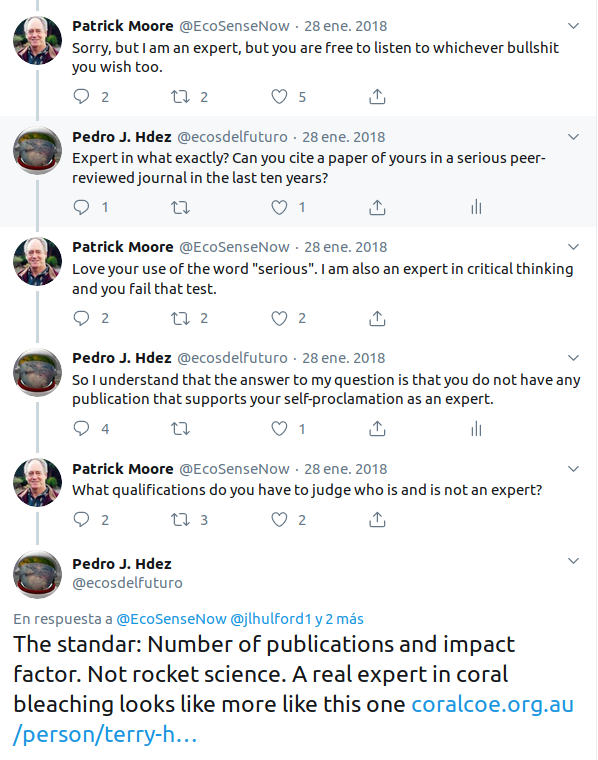 Patrick Moore @EcoSenseNow · 28 ene. 2018
Sorry, but I am an expert, but you are free to listen to whichever bullshit
you wish too.
2 2 5
Pedro J. Hdez @ecosdelfuturo · 28 ene. 2018
Expert in what exactly? Can you cite a paper of yours in a serious peer-
reviewed journal in the last ten years?
1 1
Patrick Moore @EcoSenseNow · 28 ene. 2018
Love your use of the word "serious". I am also an expert in critical thinking
and you fail that test.
2 2 2
Pedro J. Hdez @ecosdelfuturo · 28 ene. 2018
So I understand that the answer to my question is that you do not have any
publication that supports your self-proclamation as an expert.
4 1
Patrick Moore @EcoSenseNow · 28 ene. 2018
What qualifications do you have to judge who is and is not an expert?
2 3 2
Pedro J. Hdez
@ecosdelfuturo
En respuesta a @EcoSenseNow @jlhulford1 y 2 más
The standar: Number of publications and impact
factor. Not rocket science. A real expert in coral
bleaching looks like more like this one coralcoe.org.au
/person/terry-h…